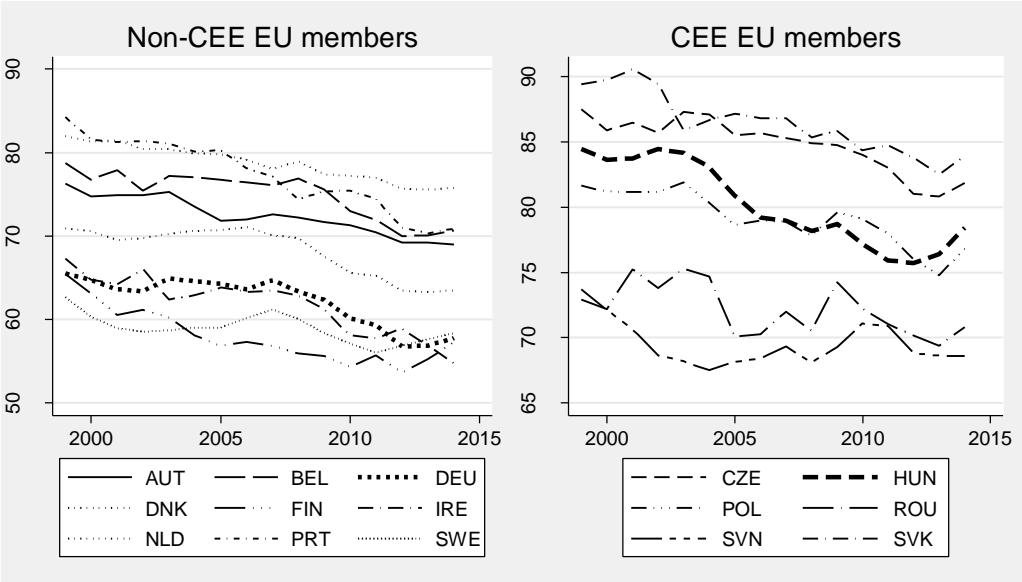 Non-CEE EU members
CEE EU members
90
80
70
60
50
2000
2005
2010
2015
90
85
80
75
70
65
2000
2005
2010
2015
AUT BEL DEU
DNK FIN IRE
NLD PRT SWE
CZE HUN
POL ROU
SVN SVK